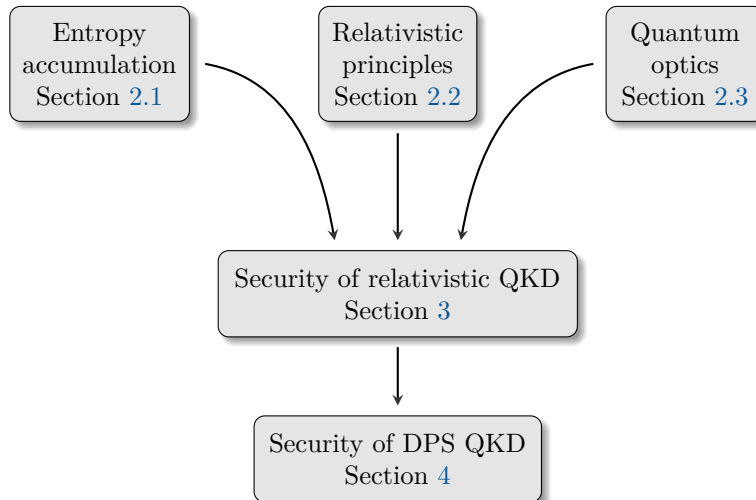 Entropy
accumulation
Section 2.1
Relativistic
principles
Section 2.2
Quantum
optics
Section 2.3
Security of relativistic QKD
Section 3
Security of DPS QKD
Section 4